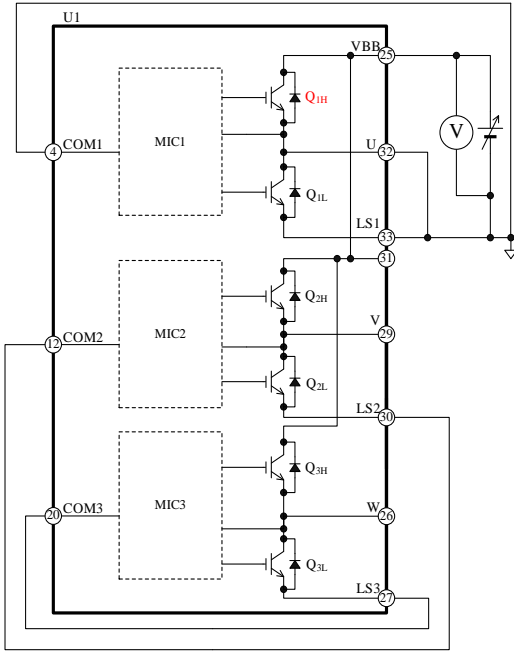 U1
VBB
25
Q1H
V
4
COM1
MIC1
U
32
Q1L
LS1
33
31
Q2H
V
29
12
COM2
MIC2
Q2L
LS2
30
Q3H
20
COM3
MIC3
W
26
Q3L
LS3
27